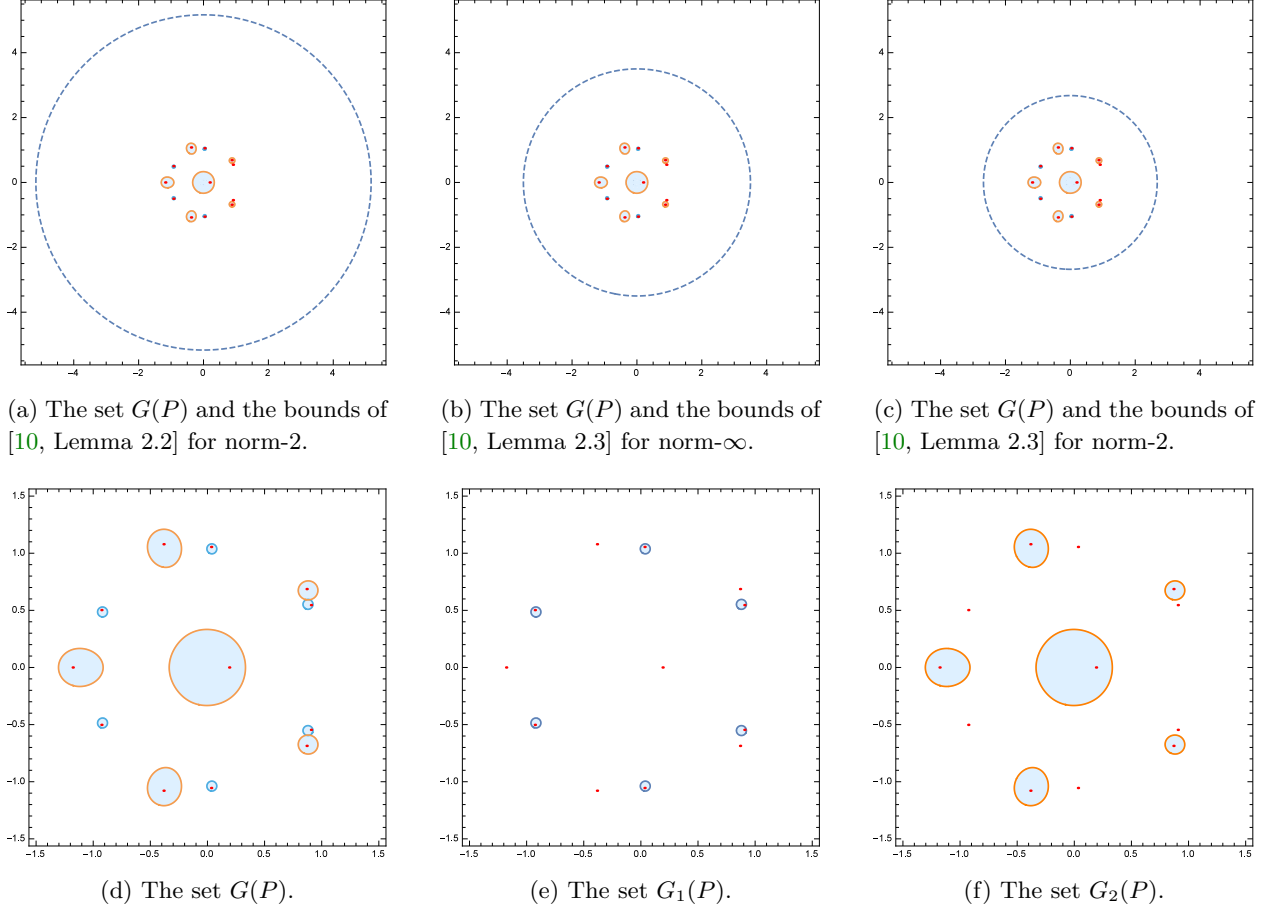 4
2
0
−2
−4
−4 −2 0 2 4
4
2
0
−2
−4
−4 −2 0 2 4
4
2
0
−2
−4
−4 −2 0 2 4
(a) The set G(P) and the bounds of
[10, Lemma 2.2] for norm-2.
(b) The set G(P) and the bounds of
[10, Lemma 2.3] for norm-∞.
(c) The set G(P) and the bounds of
[10, Lemma 2.3] for norm-2.
1.5
1.0
0.5
0.0
−0.5
−1.0
−1.5
−1.5 −1.0 −0.5 0.0 0.5 1.0 1.5
1.5
1.0
0.5
0.0
−0.5
−1.0
−1.5
−1.5 −1.0 −0.5 0.0 0.5 1.0 1.5
1.5
1.0
0.5
0.0
−0.5
−1.0
−1.5
−1.5 −1.0 −0.5 0.0 0.5 1.0 1.5
(d) The set G(P).
(e) The set G₁(P).
(f) The set G₂(P).